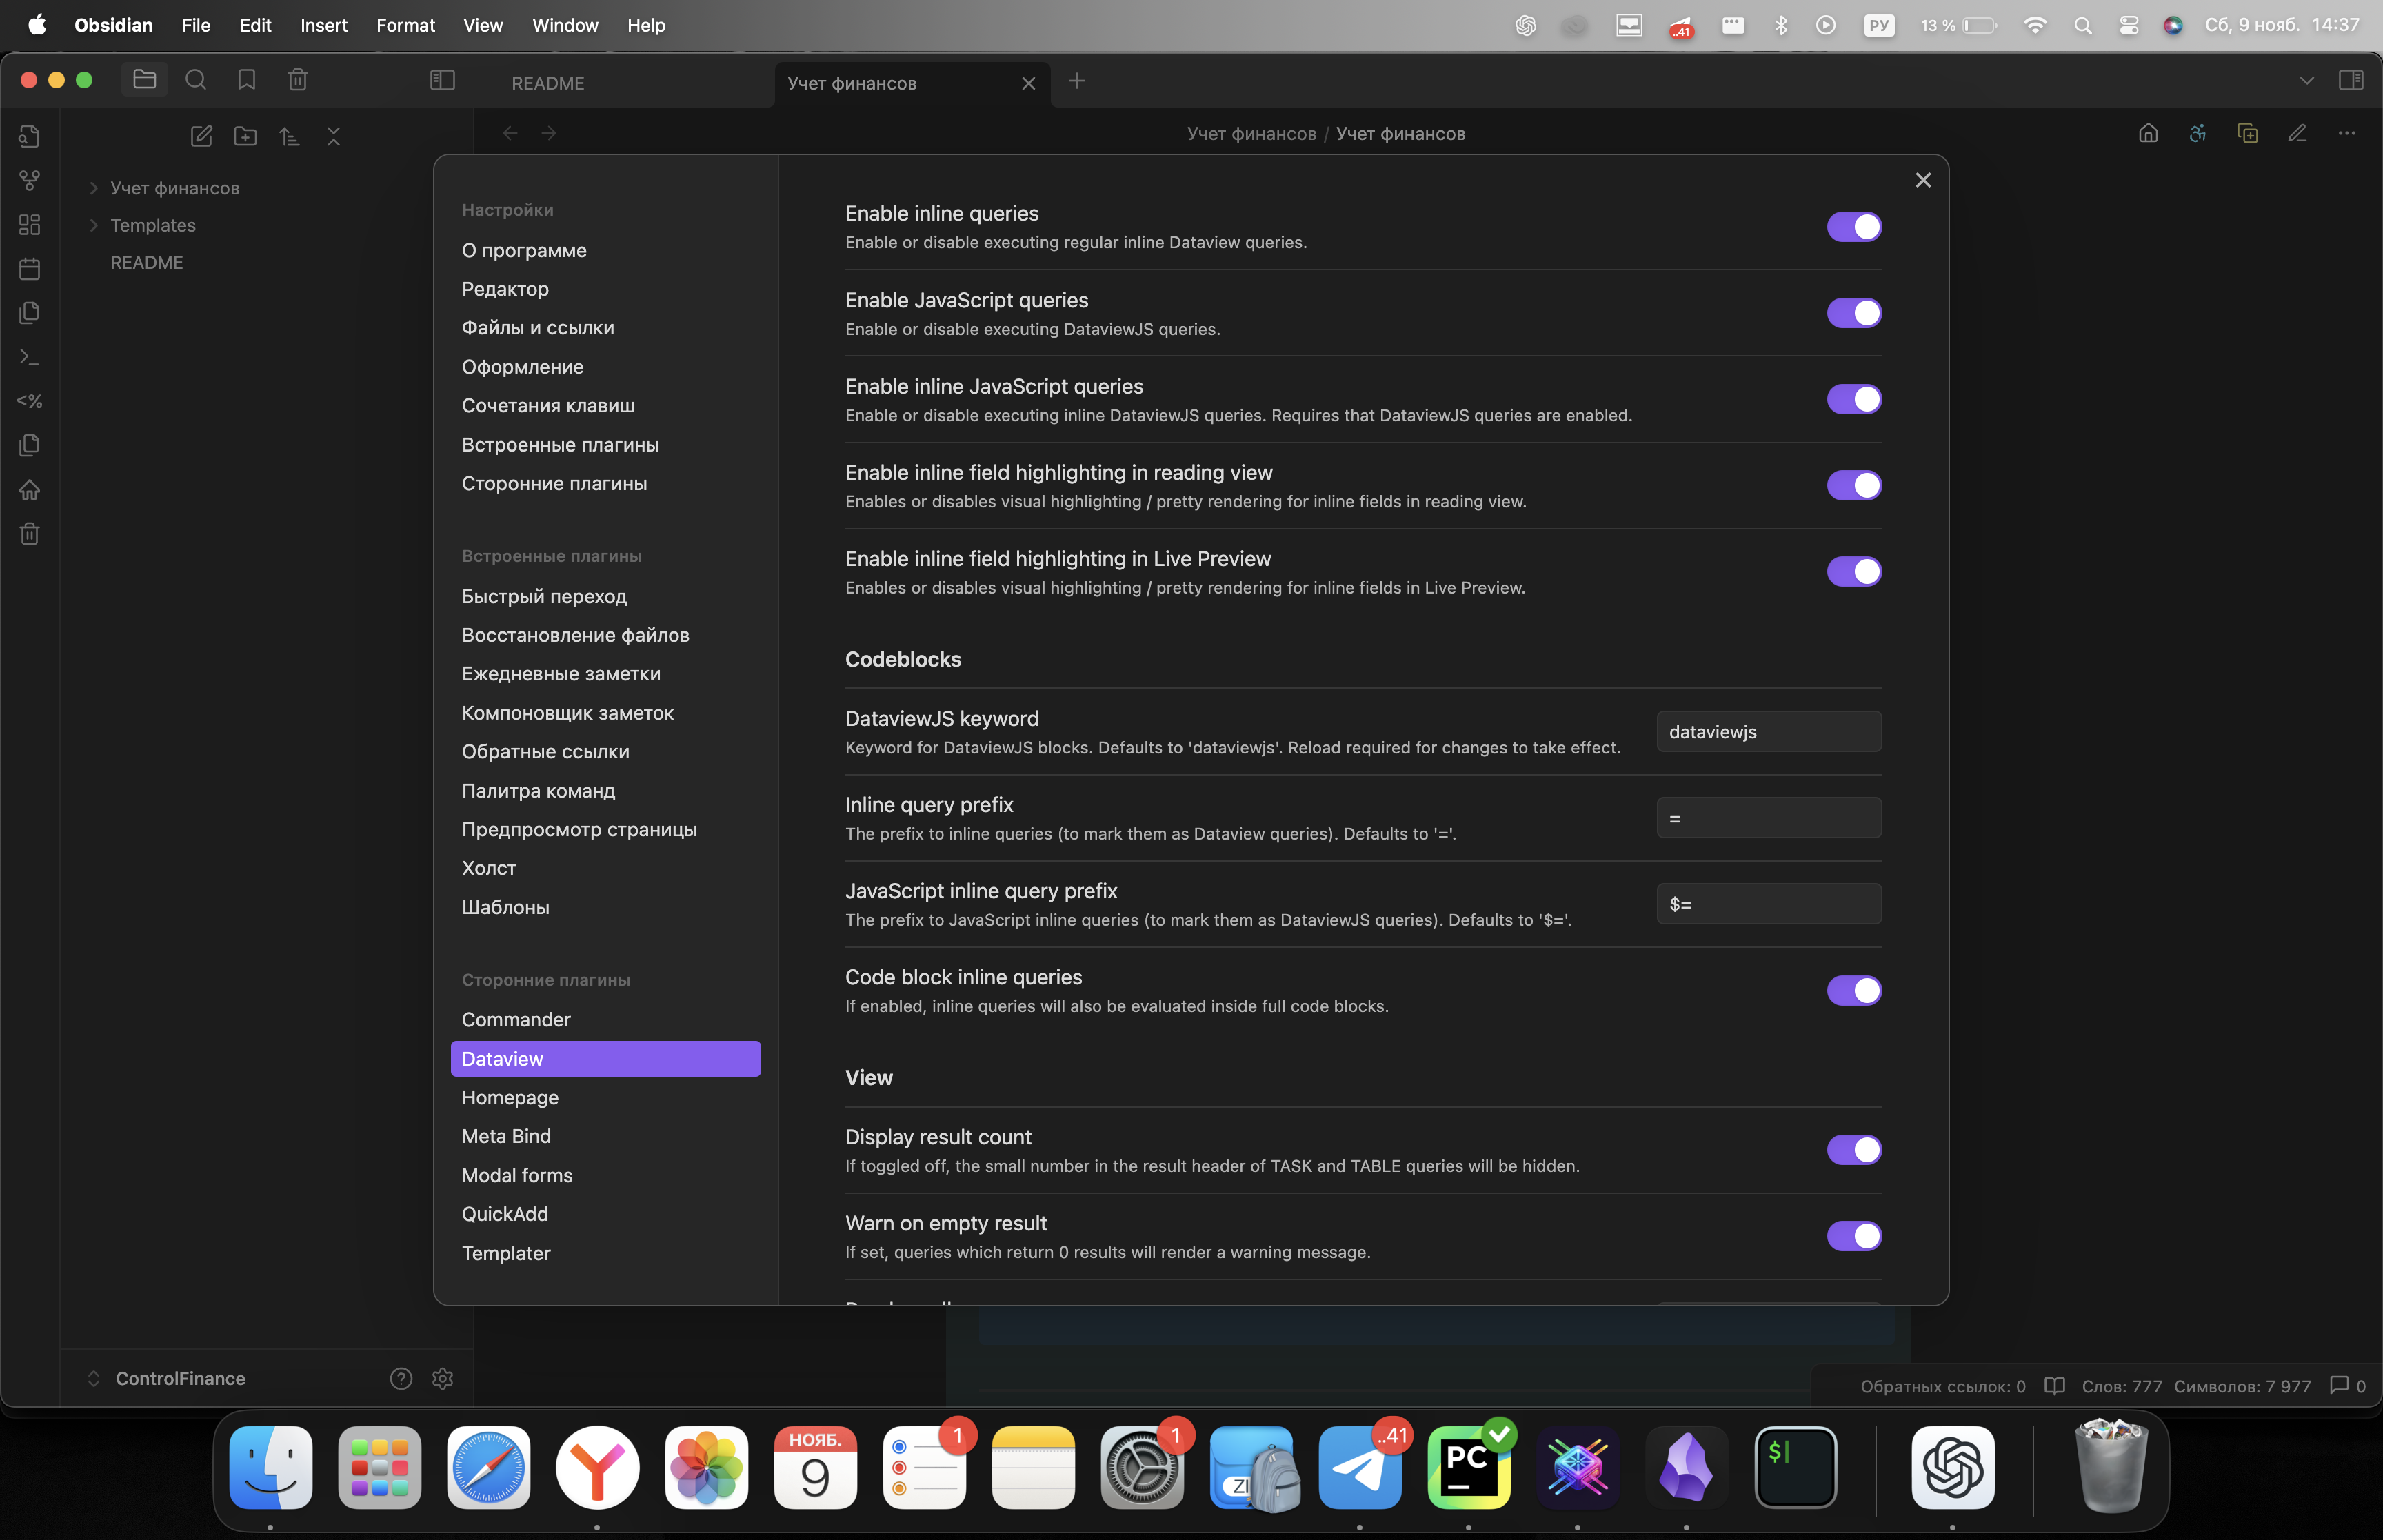 Obsidian File Edit Insert Format View Window Help
..41 РУ 13 % Сб, 9 нояб. 14:37
README Учет финансов
Учет финансов / Учет финансов
Учет финансов
Templates
README
<%
Настройки
О программе
Редактор
Файлы и ссылки
Оформление
Сочетания клавиш
Встроенные плагины
Сторонние плагины
Встроенные плагины
Быстрый переход
Восстановление файлов
Ежедневные заметки
Компоновщик заметок
Обратные ссылки
Палитра команд
Предпросмотр страницы
Холст
Шаблоны
Сторонние плагины
Commander
Dataview
Homepage
Meta Bind
Modal forms
QuickAdd
Templater
Enable inline queries
Enable or disable executing regular inline Dataview queries.
Enable JavaScript queries
Enable or disable executing DataviewJS queries.
Enable inline JavaScript queries
Enable or disable executing inline DataviewJS queries. Requires that DataviewJS queries are enabled.
Enable inline field highlighting in reading view
Enables or disables visual highlighting / pretty rendering for inline fields in reading view.
Enable inline field highlighting in Live Preview
Enables or disables visual highlighting / pretty rendering for inline fields in Live Preview.
Codeblocks
DataviewJS keyword
Keyword for DataviewJS blocks. Defaults to 'dataviewjs'. Reload required for changes to take effect.
dataviewjs
Inline query prefix
The prefix to inline queries (to mark them as Dataview queries). Defaults to '='.
=
JavaScript inline query prefix
The prefix to JavaScript inline queries (to mark them as DataviewJS queries). Defaults to '$='.
$=
Code block inline queries
If enabled, inline queries will also be evaluated inside full code blocks.
View
Display result count
If toggled off, the small number in the result header of TASK and TABLE queries will be hidden.
Warn on empty result
If set, queries which return 0 results will render a warning message.
ControlFinance
Обратных ссылок: 0 Слов: 777 Символов: 7 977 0
НОЯБ.
9
1
1
ZI
..41
PC
$